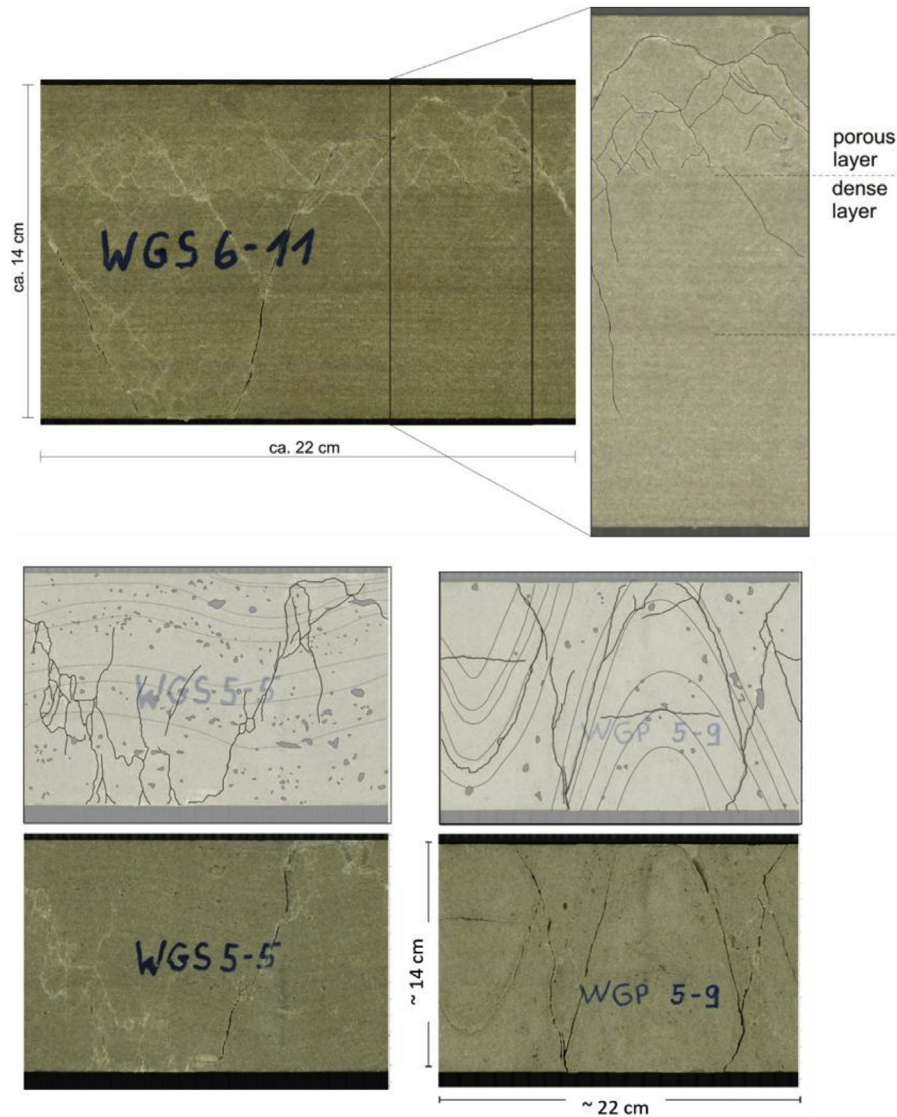 porous
layer
dense
layer
WGS 6-11
ca. 14 cm
ca. 22 cm
WGS 5-5
WGP 5-9
WGS 5-5
WGP 5-9
~ 14 cm
~ 22 cm